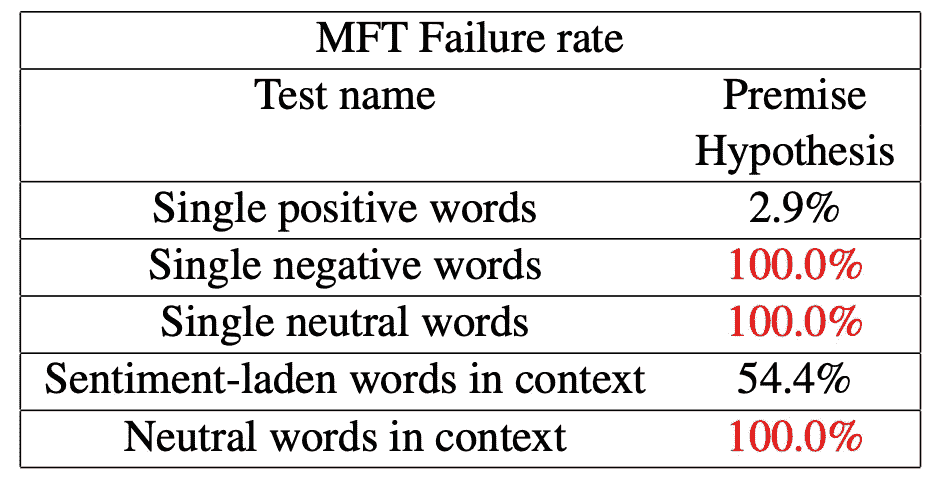 MFT Failure rate
Test name Premise
Hypothesis
Single positive words 2.9%
Single negative words 100.0%
Single neutral words 100.0%
Sentiment-laden words in context 54.4%
Neutral words in context 100.0%